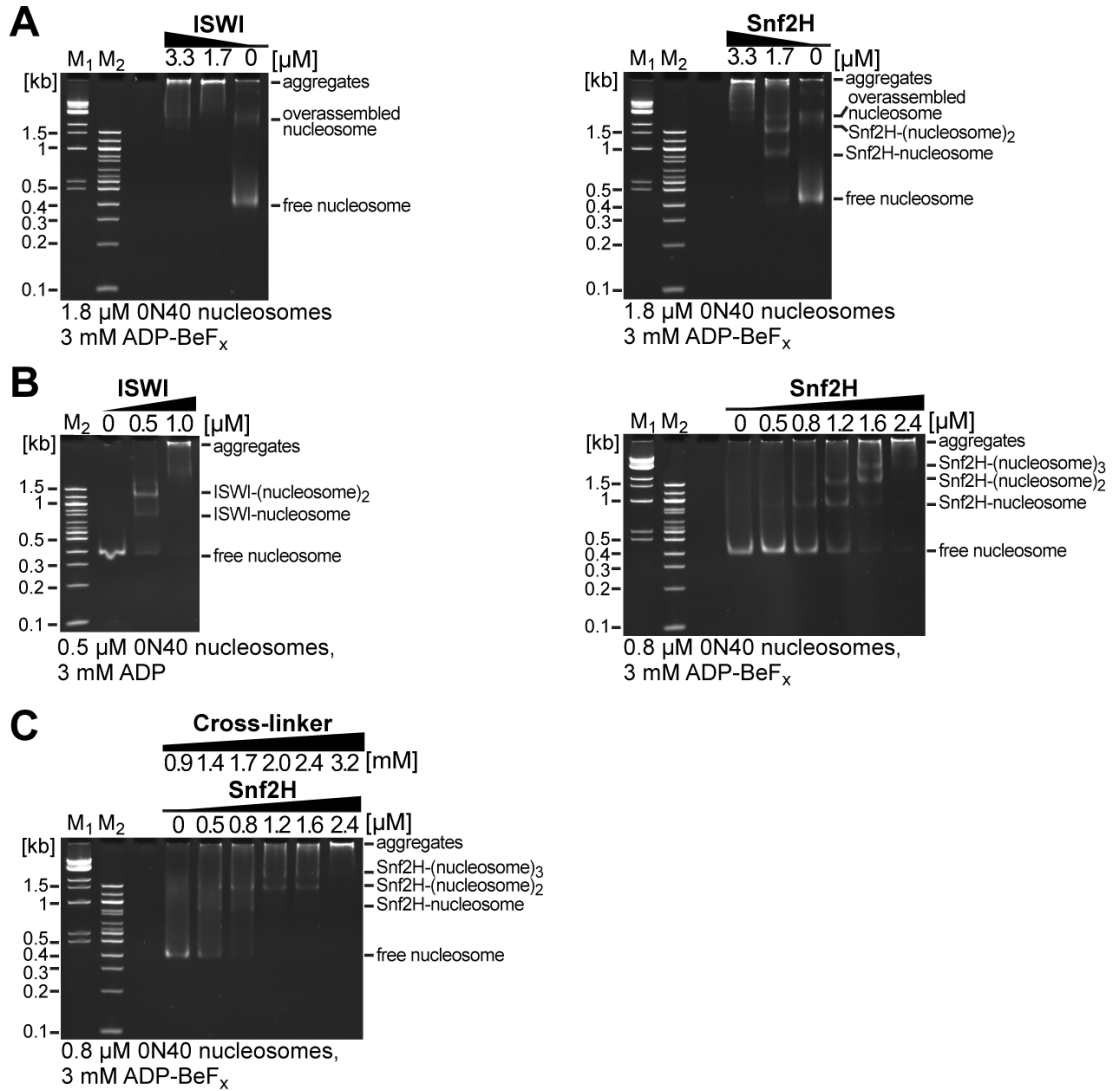 A
ISWI
M1 M2 3.3 1.7 0 [µM]
[kb]
aggregates
overassembled
nucleosome
1.5
1
0.5
0.4
free nucleosome
0.3
0.2
0.1
1.8 µM 0N40 nucleosomes
3 mM ADP-BeFx
Snf2H
M1 M2 3.3 1.7 0 [µM]
[kb]
aggregates
overassembled
nucleosome
Snf2H-(nucleosome)2
1.5
1
Snf2H-nucleosome
0.5
free nucleosome
0.4
0.3
0.2
0.1
1.8 µM 0N40 nucleosomes
3 mM ADP-BeFx
B
ISWI
M2 0 0.5 1.0 [µM]
[kb]
aggregates
1.5
ISWI-(nucleosome)2
1
ISWI-nucleosome
0.5
0.4
free nucleosome
0.3
0.2
0.1
0.5 µM 0N40 nucleosomes,
3 mM ADP
Snf2H
M1 M2 0 0.5 0.8 1.2 1.6 2.4 [µM]
[kb]
aggregates
Snf2H-(nucleosome)3
Snf2H-(nucleosome)2
1.5
1
Snf2H-nucleosome
0.5
0.4
free nucleosome
0.3
0.2
0.1
0.8 µM 0N40 nucleosomes,
3 mM ADP-BeFx
C
Cross-linker
0.9 1.4 1.7 2.0 2.4 3.2 [mM]
Snf2H
M1 M2 0 0.5 0.8 1.2 1.6 2.4 [µM]
[kb]
aggregates
Snf2H-(nucleosome)3
Snf2H-(nucleosome)2
1.5
1
Snf2H-nucleosome
0.5
0.4
free nucleosome
0.3
0.2
0.1
0.8 µM 0N40 nucleosomes,
3 mM ADP-BeFx